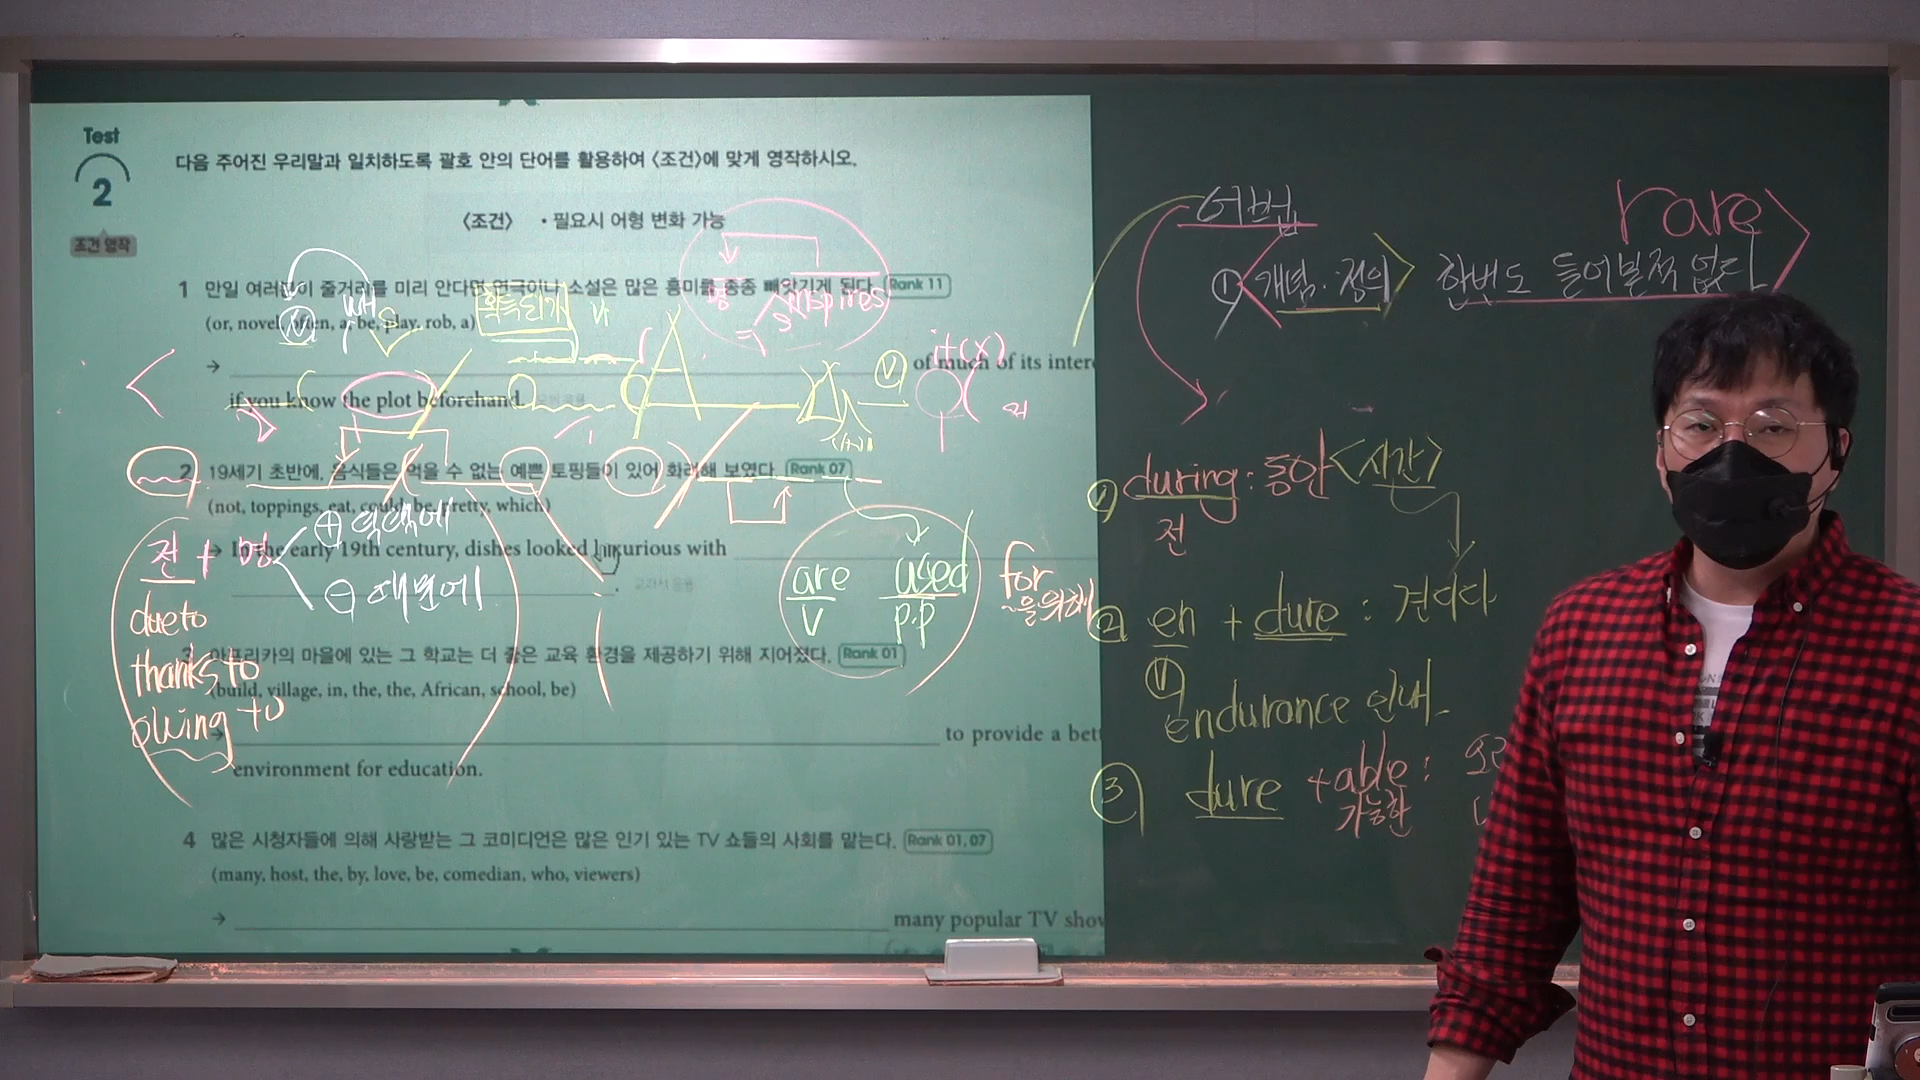 Test
2
조건 영작
다음 주어진 우리말과 일치하도록 괄호 안의 단어를 활용하여 〈조건〉에 맞게 영작하시오.
〈조건〉 • 필요시 어형 변화 가능
1 만일 여러분이 줄거리를 미리 안다면 연극이나 소설은 많은 흥미를 종종 빼앗기게 된다. Rank 11
(or, novel, often, a, be, play, rob, a)
→ of much of its inter
if you know the plot beforehand.
2 19세기 초반에, 음식들은 먹을 수 없는 예쁜 토핑들이 있어 화려해 보였다. Rank 07
(not, toppings, eat, could, be, pretty, which)
→ In the early 19th century, dishes looked luxurious with
.
3 아프리카의 마을에 있는 그 학교는 더 좋은 교육 환경을 제공하기 위해 지어졌다. Rank 01
(build, village, in, the, the, African, school, be)
→ to provide a bet
environment for education.
4 많은 시청자들에 의해 사랑받는 그 코미디언은 많은 인기 있는 TV 쇼들의 사회를 맡는다. Rank 01, 07
(many, host, the, by, love, be, comedian, who, viewers)
→ many popular TV show
획득되게
inspires
it(x)
전 + 명
+ 덕택에
- 때문에
due to
thanks to
owing to
are used
V p.p
for
~을 위해
어법
rare
① 개념·정의 한번도 들어본적 없다
① during : 동안 <시간>
전
② en + dure : 견디다
V
endurance 인내
③ dure + able :
가능한